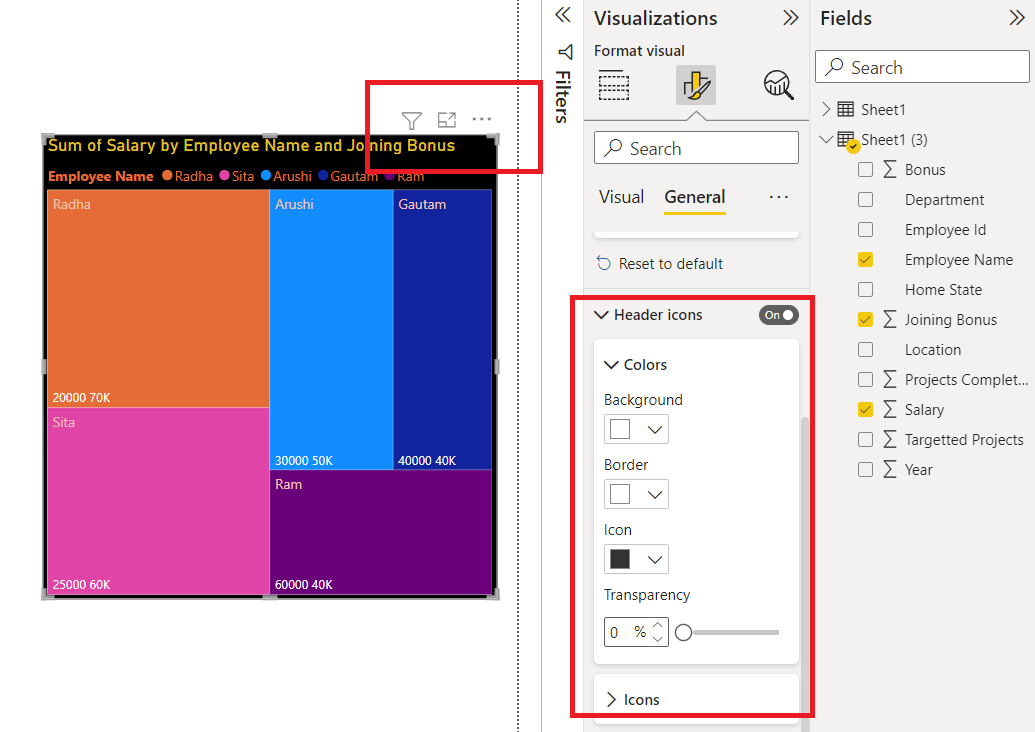 Sum of Salary by Employee Name and Joining Bonus
Employee Name Radha Sita Arushi Gautam Ram
Radha
20000 70K
Sita
25000 60K
Arushi
30000 50K
Gautam
40000 40K
Ram
60000 40K
Filters
Visualizations
Format visual
Search
Visual General ...
Reset to default
Header icons On
Colors
Background
Border
Icon
Transparency
0 %
Icons
Fields
Search
Sheet1
Sheet1 (3)
∑ Bonus
Department
Employee Id
Employee Name
Home State
∑ Joining Bonus
Location
∑ Projects Complet...
∑ Salary
∑ Targetted Projects
∑ Year